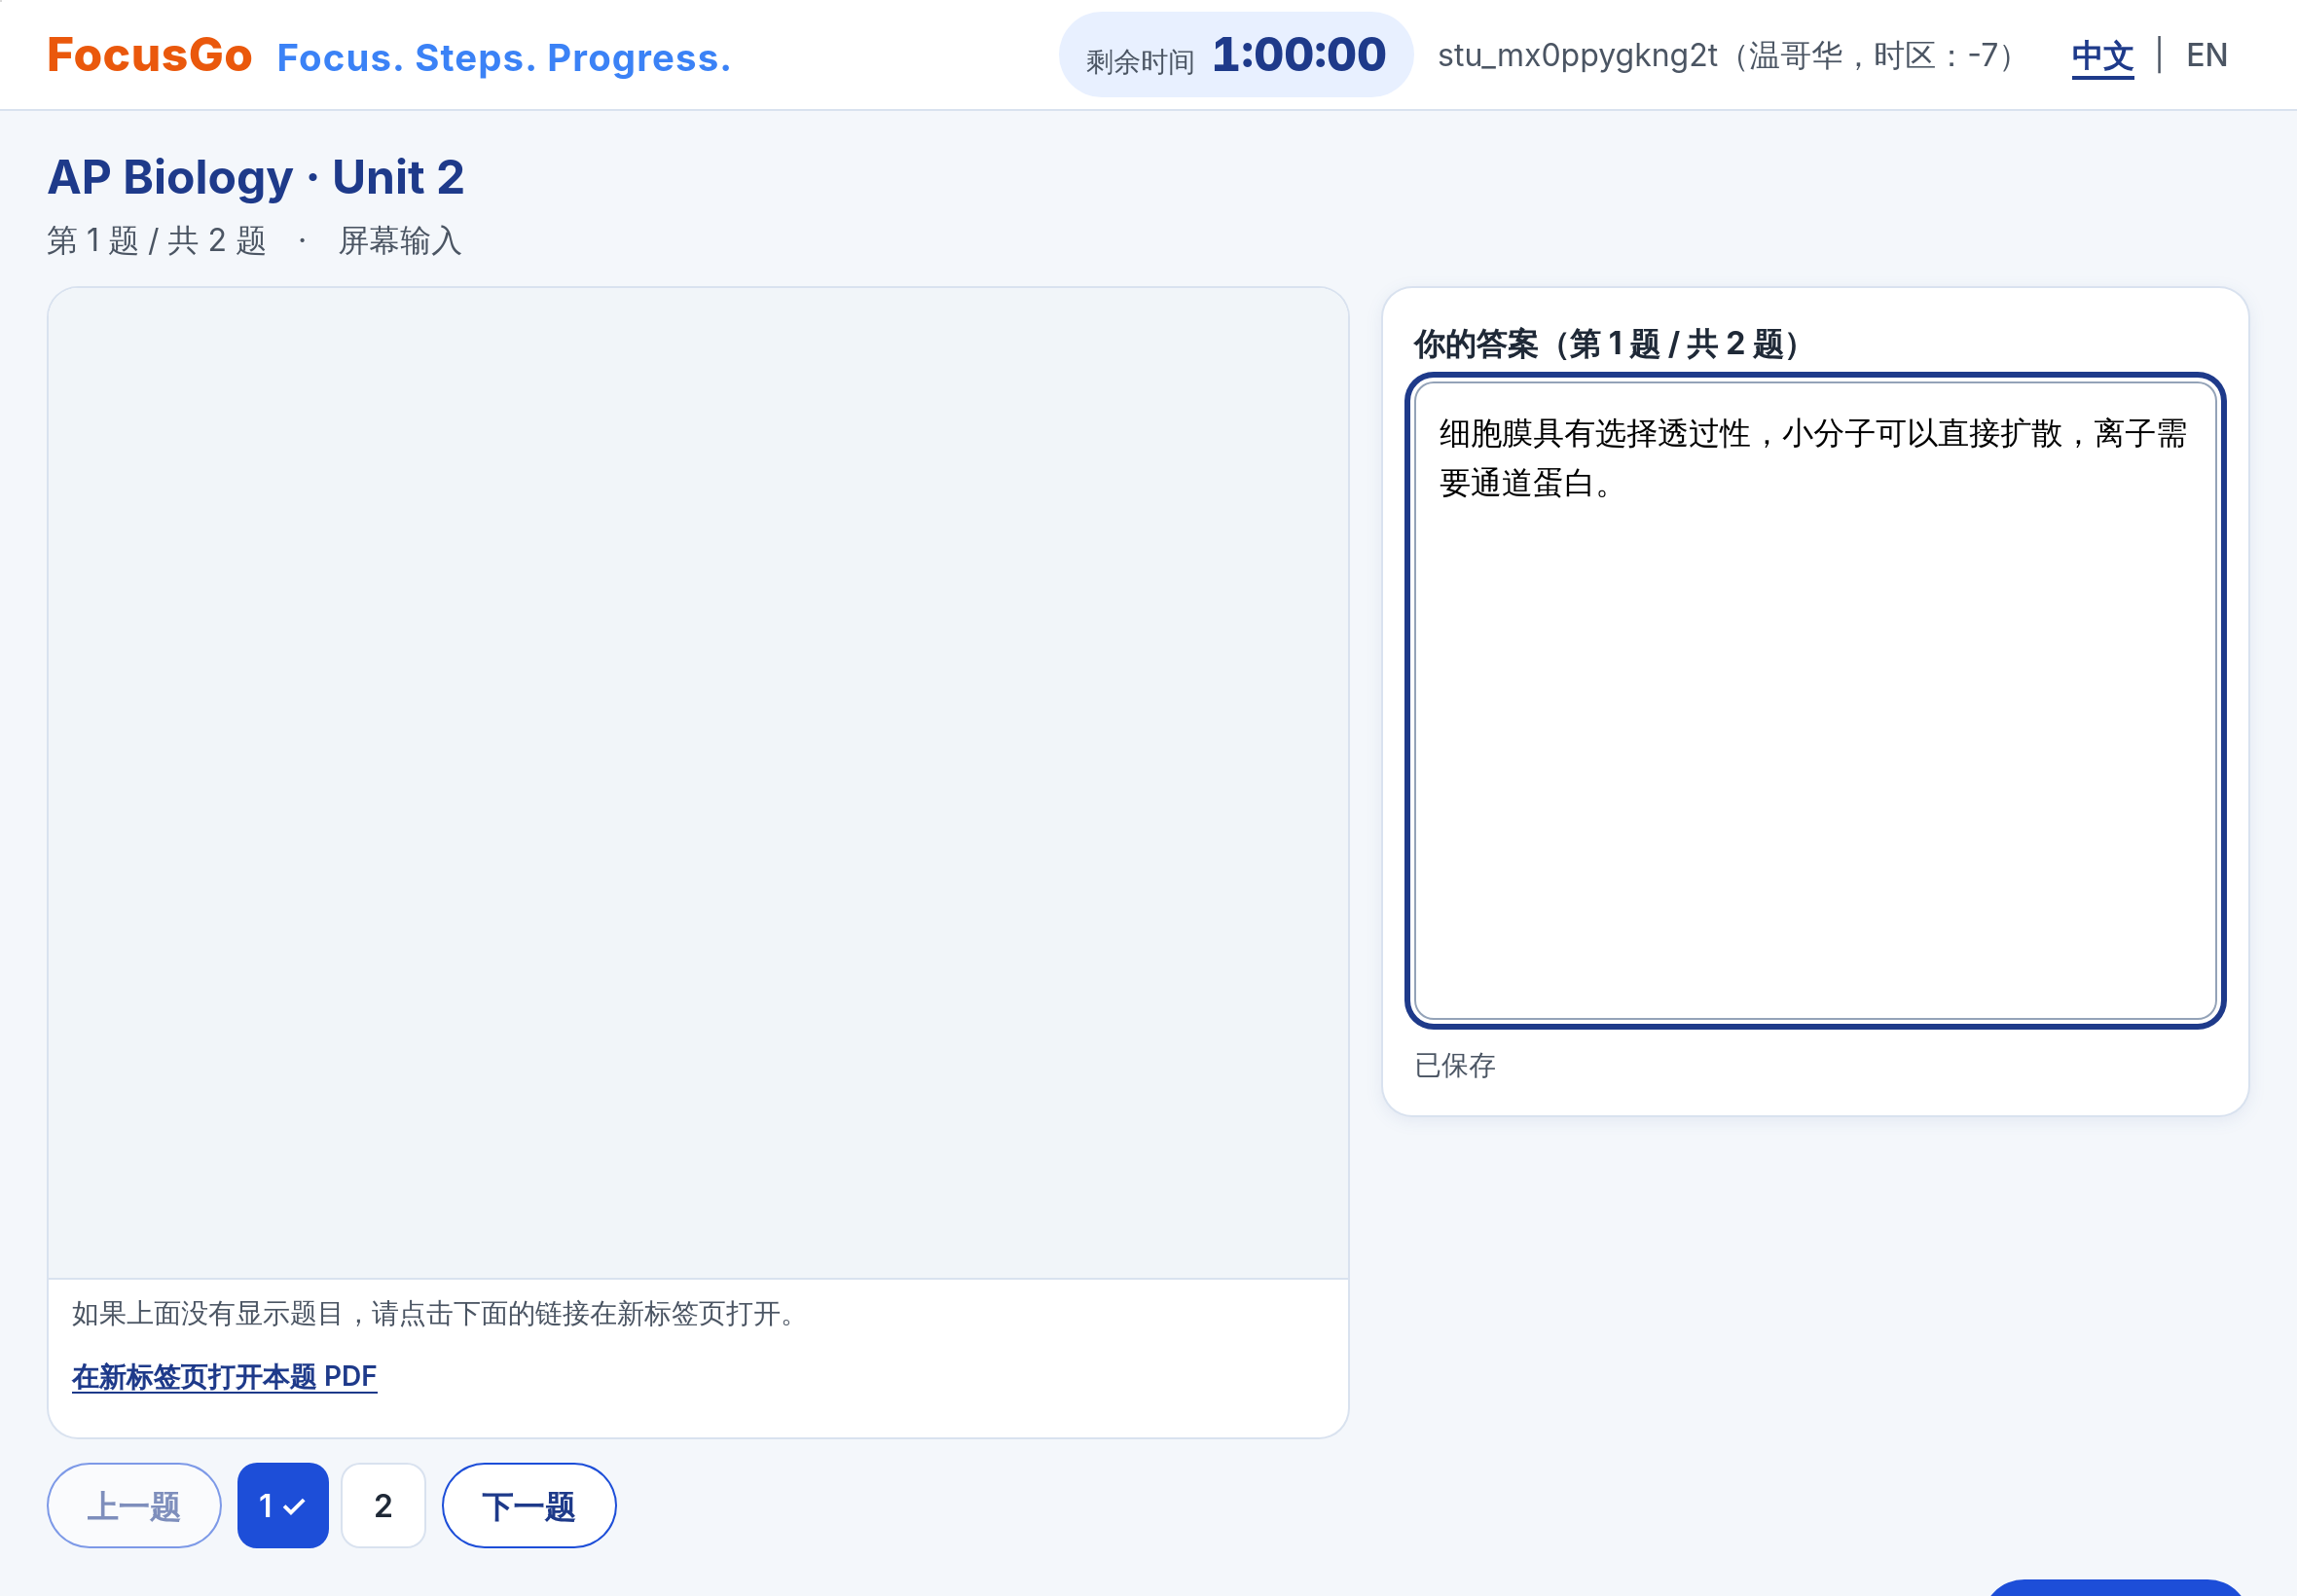 FocusGo Focus. Steps. Progress. 剩余时间 1:00:00 stu_mx0ppygkng2t（温哥华，时区：-7） 中文 | EN
AP Biology · Unit 2
第 1 题 / 共 2 题 · 屏幕输入
你的答案（第 1 题 / 共 2 题）
细胞膜具有选择透过性，小分子可以直接扩散，离子需
要通道蛋白。
已保存
如果上面没有显示题目，请点击下面的链接在新标签页打开。
在新标签页打开本题 PDF
上一题 1 ✓ 2 下一题